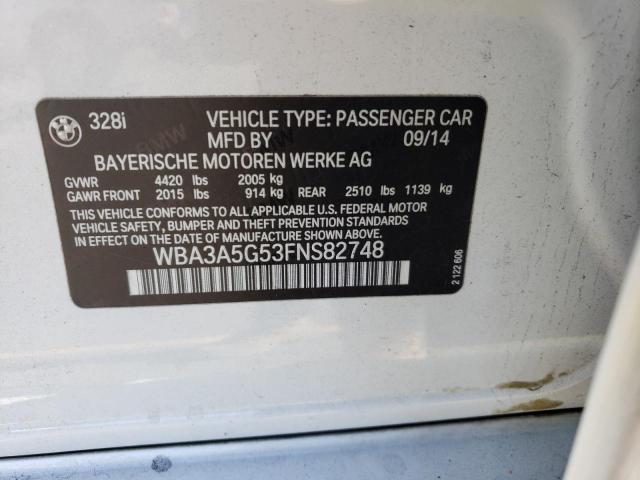 BMW 328i VEHICLE TYPE: PASSENGER CAR
MFD BY 09/14
BAYERISCHE MOTOREN WERKE AG
GVWR 4420 lbs 2005 kg
GAWR FRONT 2015 lbs 914 kg REAR 2510 lbs 1139 kg
THIS VEHICLE CONFORMS TO ALL APPLICABLE U.S. FEDERAL MOTOR
VEHICLE SAFETY, BUMPER AND THEFT PREVENTION STANDARDS
IN EFFECT ON THE DATE OF MANUFACTURE SHOWN ABOVE.
WBA3A5G53FNS82748
2 122 606